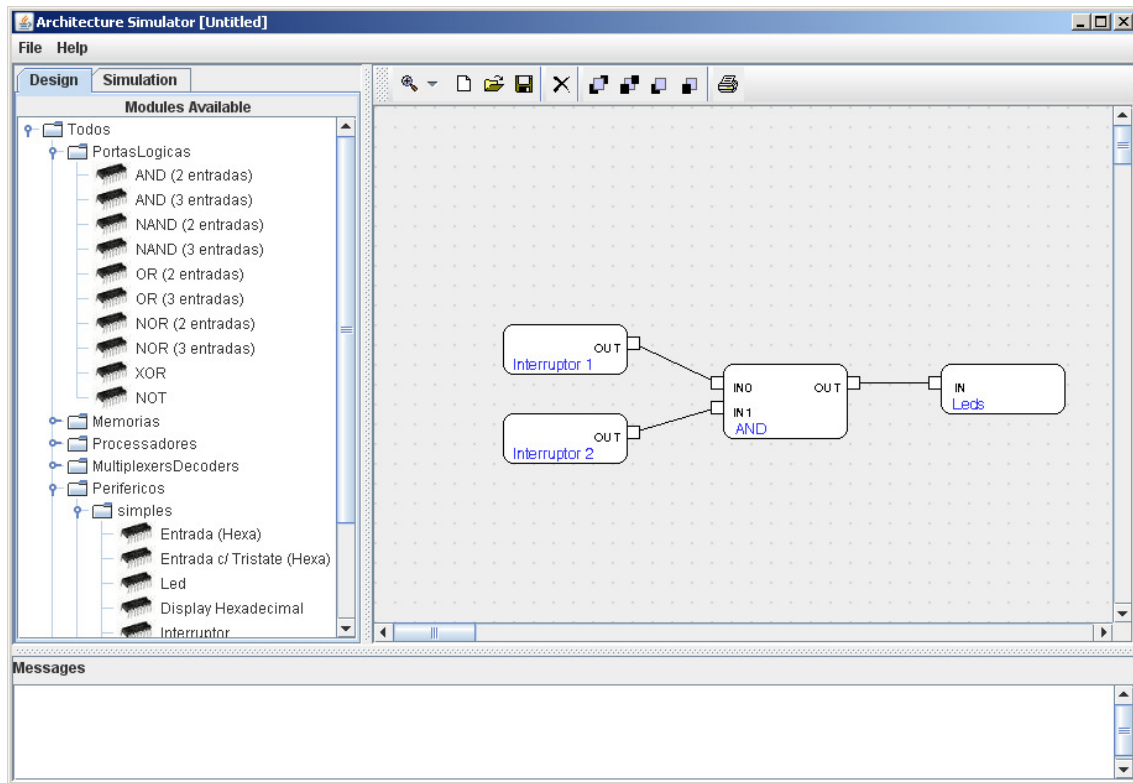 Architecture Simulator [Untitled]
File Help
Design Simulation
Modules Available
Todos
PortasLogicas
AND (2 entradas)
AND (3 entradas)
NAND (2 entradas)
NAND (3 entradas)
OR (2 entradas)
OR (3 entradas)
NOR (2 entradas)
NOR (3 entradas)
XOR
NOT
Memorias
Processadores
MultiplexersDecoders
Perifericos
simples
Entrada (Hexa)
Entrada c/ Tristate (Hexa)
Led
Display Hexadecimal
Interruptor
OUT
Interruptor 1
OUT
Interruptor 2
IN0 OUT
IN1
AND
IN
Leds
Messages